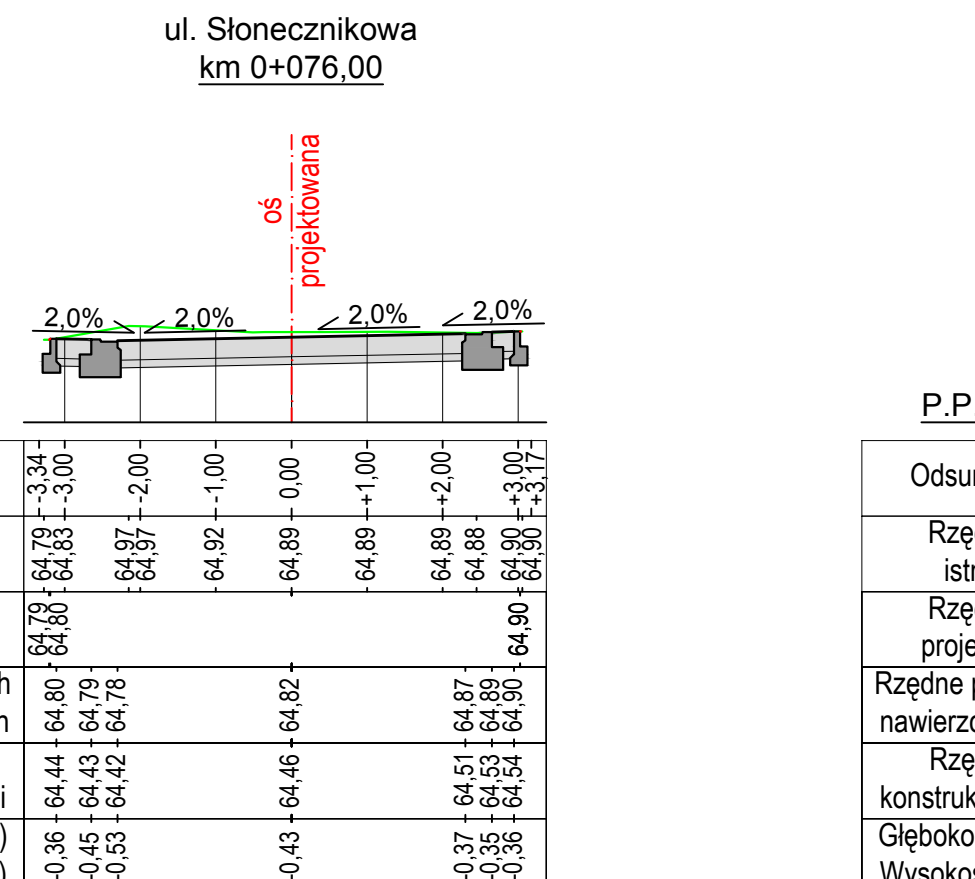 ul. Słonecznikowa
km 0+076,00
oś
projektowana
2,0% 2,0% 2,0% 2,0%
P.P.
-3,34 -3,00 -2,00 -1,00 0,00 +1,00 +2,00 +3,00 +3,17
Odsu
64,79 64,83 64,97 64,97 64,92 64,89 64,89 64,89 64,88 64,90 64,90
Rzę
ist
64,79 64,80 64,90
Rzę
proje
h 64,80 64,79 64,78 64,82 64,87 64,89 64,90
Rzędne
nawierz
64,44 64,43 64,42 64,46 64,51 64,53 64,54
i
Rzę
konstruk
) -0,36 -0,45 -0,53 -0,43 -0,37 -0,35 -0,36
)
Głęboko
Wysoko